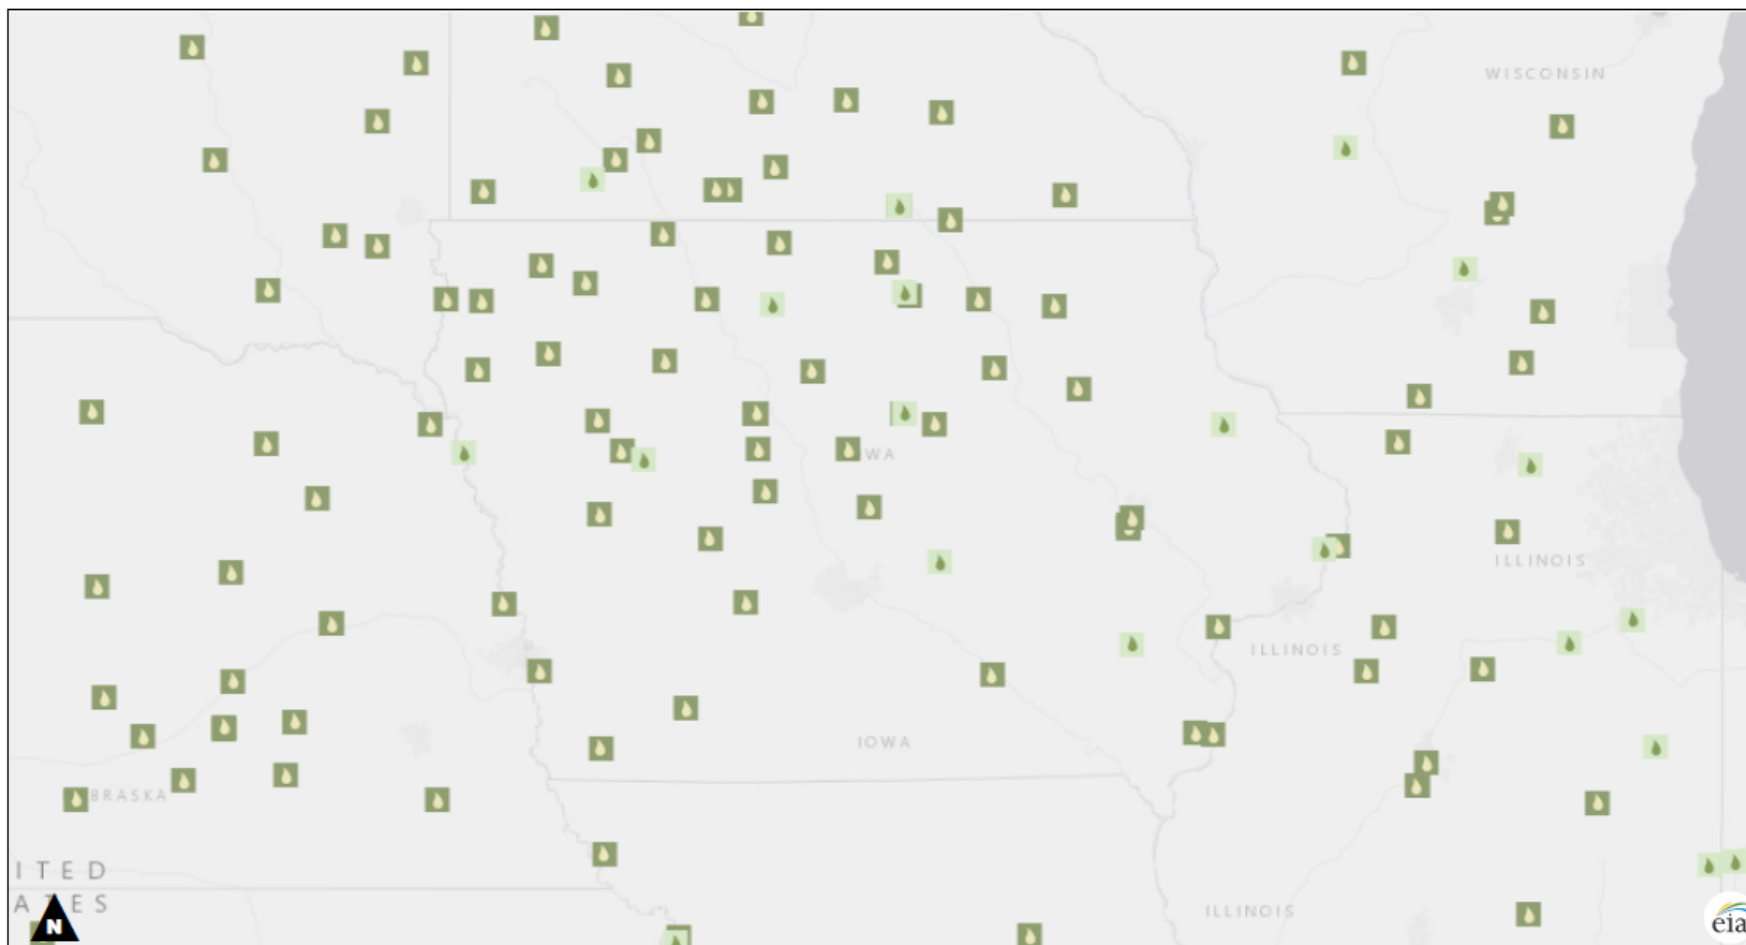 WISCONSIN
WA
ILLINOIS
ILLINOIS
IOWA
BRASKA
ITED
A ES
ILLINOIS
N
eia